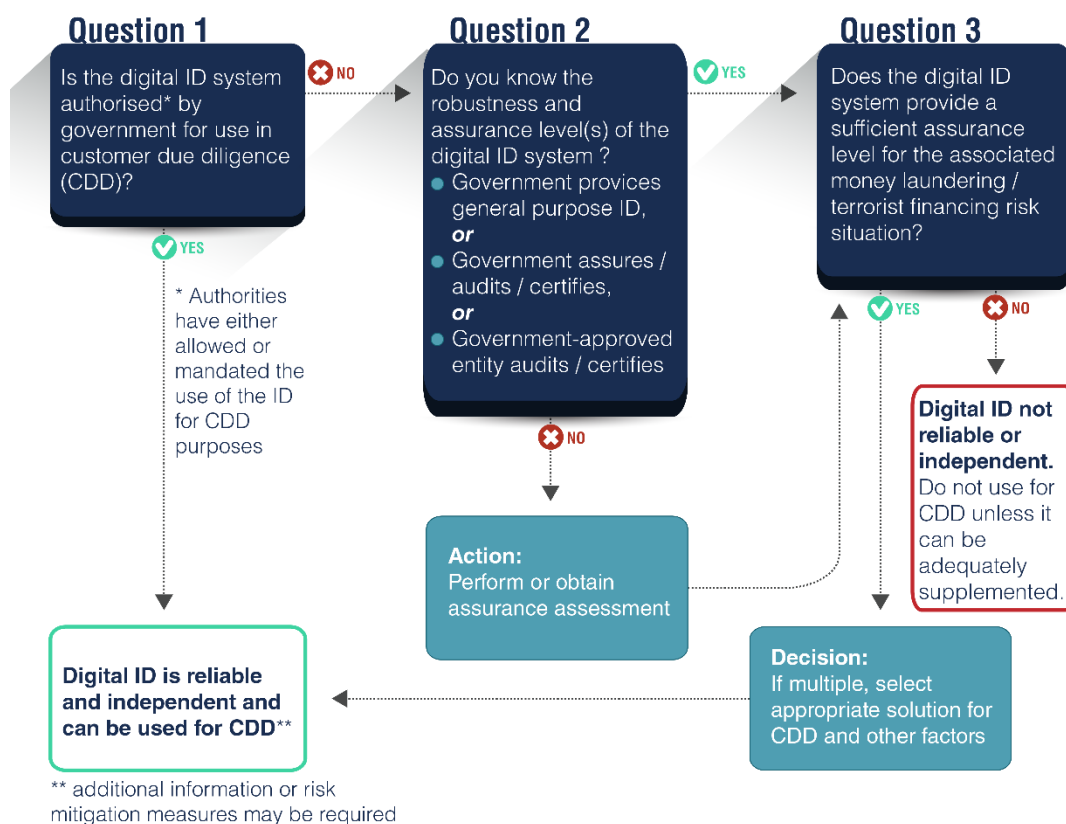 Question 1
Is the digital ID system
authorised* by
government for use in
customer due diligence
(CDD)?
NO
YES
* Authorities
have either
allowed or
mandated the
use of the ID
for CDD
purposes
Question 2
Do you know the
robustness and
assurance level(s) of the
digital ID system ?
Government provices
general purpose ID,
or
Government assures /
audits / certifies,
or
Government-approved
entity audits / certifies
YES
NO
Action:
Perform or obtain
assurance assessment
Question 3
Does the digital ID
system provide a
sufficient assurance
level for the associated
money laundering /
terrorist financing risk
situation?
YES
NO
Digital ID not
reliable or
independent.
Do not use for
CDD unless it
can be
adequately
supplemented.
Decision:
If multiple, select
appropriate solution for
CDD and other factors
Digital ID is reliable
and independent and
can be used for CDD**
** additional information or risk
mitigation measures may be required